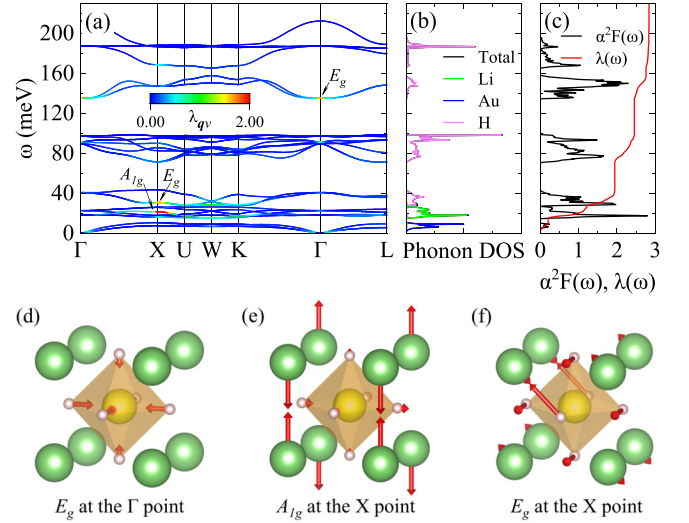 (a)
(b)
(c)
200
160
120
80
40
0
ω (meV)
E_g
0.00 λ_qν 2.00
A_1g
E_g
Γ X U W K Γ L
Total
Li
Au
H
Phonon DOS
α²F(ω)
λ(ω)
0 1 2 3
α²F(ω), λ(ω)
(d)
(e)
(f)
E_g at the Γ point
A_1g at the X point
E_g at the X point